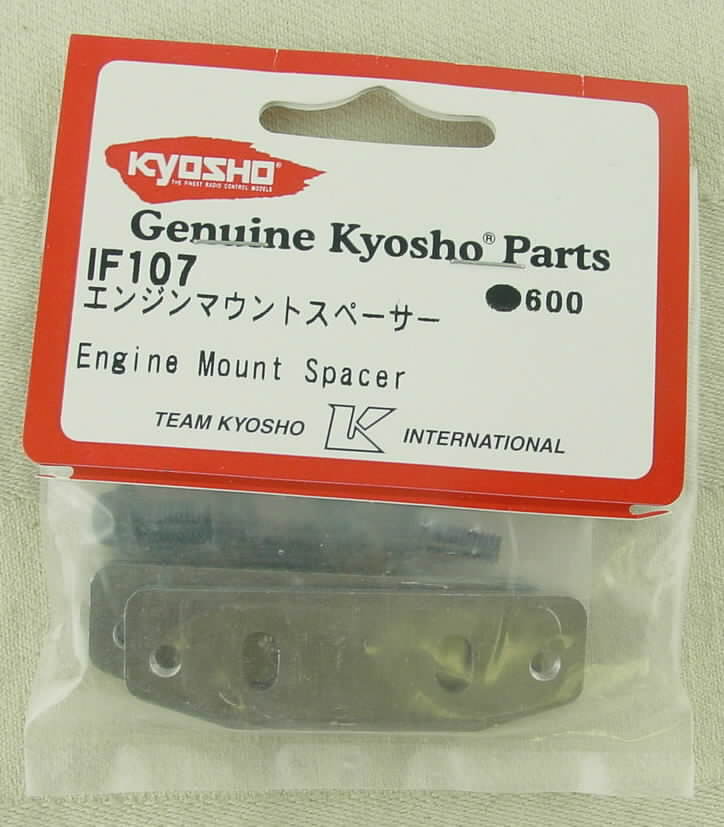 KYOSHO®
THE FINEST RADIO CONTROL MODELS
Genuine Kyosho® Parts
IF107
●600
エンジンマウントスペーサー
Engine Mount Spacer
TEAM KYOSHO K INTERNATIONAL